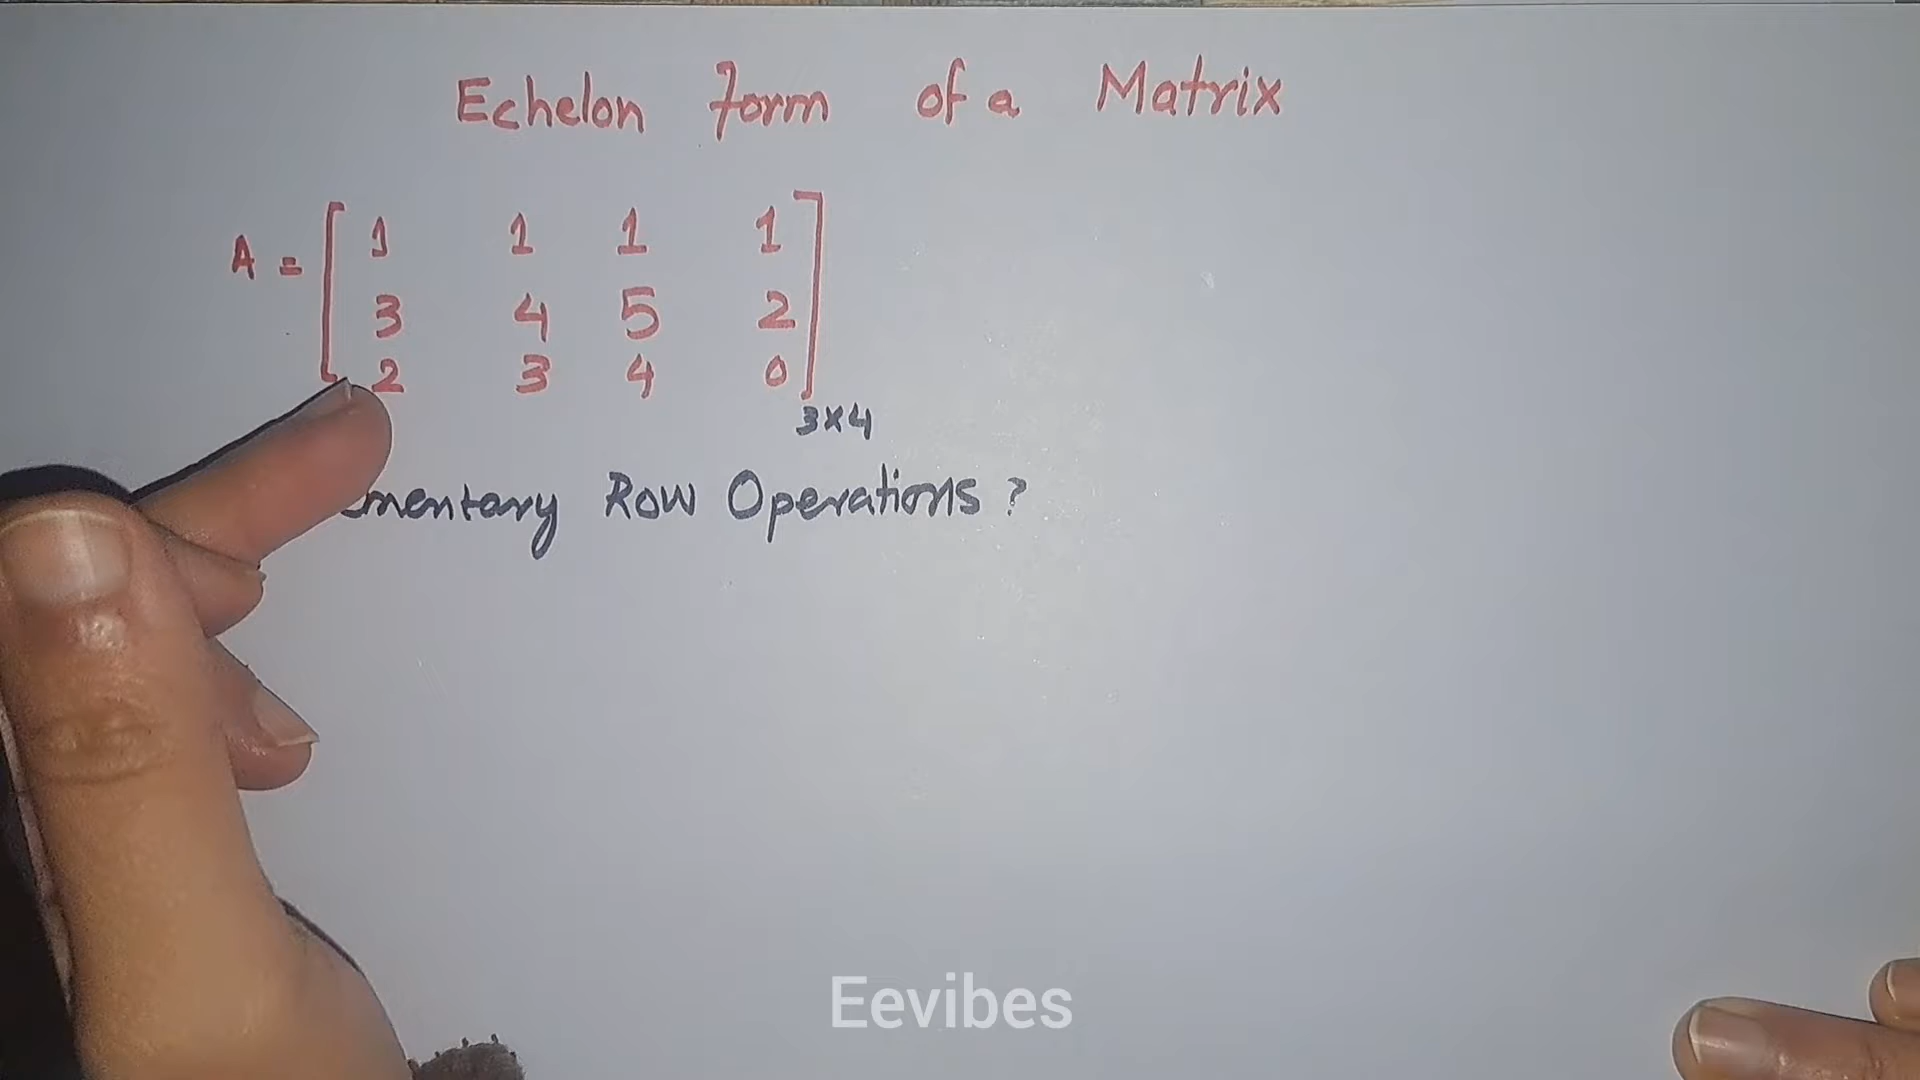 Echelon form of a Matrix
A = [ 1 1 1 1
3 4 5 2
2 3 4 0 ]
3x4
mentary Row Operations ?
Eevibes